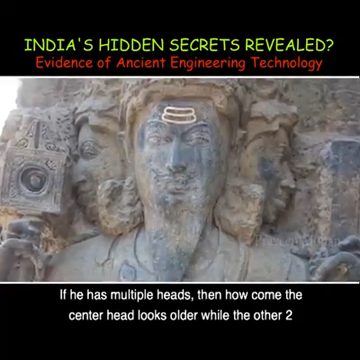 INDIA'S HIDDEN SECRETS REVEALED?
Evidence of Ancient Engineering Technology
If he has multiple heads, then how come the
center head looks older while the other 2